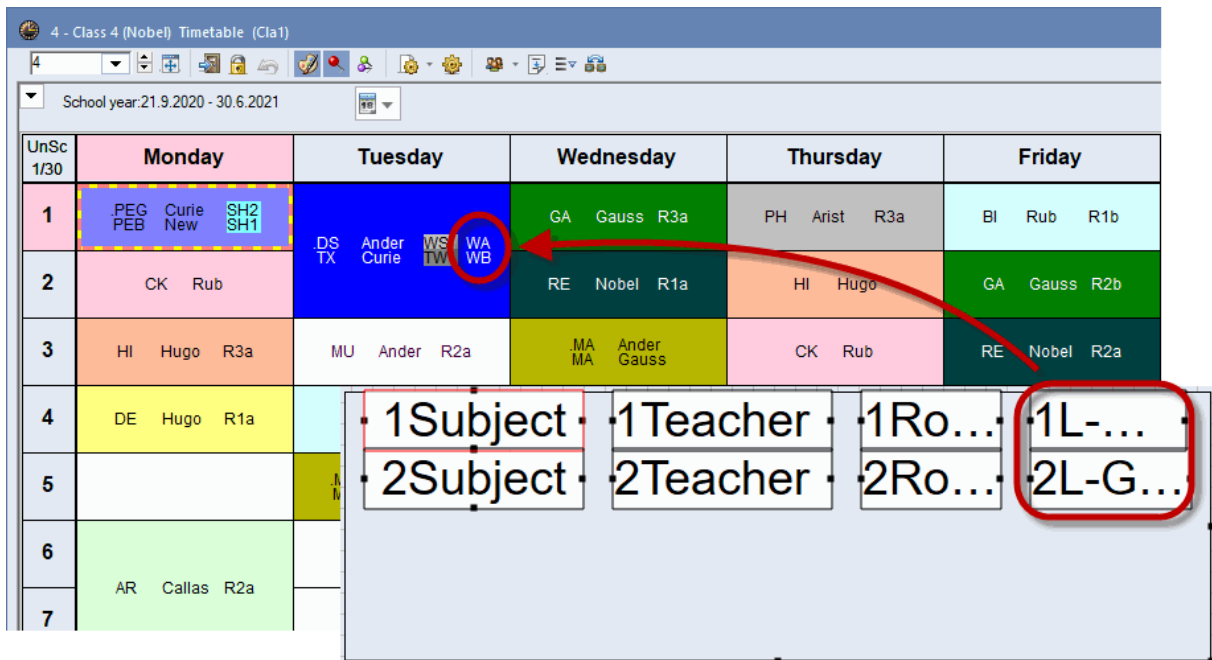 4 - Class 4 (Nobel) Timetable (Cla1)
4
School year:21.9.2020 - 30.6.2021
UnSc 1/30 Monday Tuesday Wednesday Thursday Friday
1
.PEG Curie SH2
PEB New SH1
.DS Ander WS WA
TX Curie TW WB
GA Gauss R3a
PH Arist R3a
BI Rub R1b
2
CK Rub
RE Nobel R1a
HI Hugo
GA Gauss R2b
3
HI Hugo R3a
MU Ander R2a
.MA Ander
MA Gauss
CK Rub
RE Nobel R2a
4
DE Hugo R1a
5
6
AR Callas R2a
7
1Subject 1Teacher 1Ro... 1L-...
2Subject 2Teacher 2Ro... 2L-G...